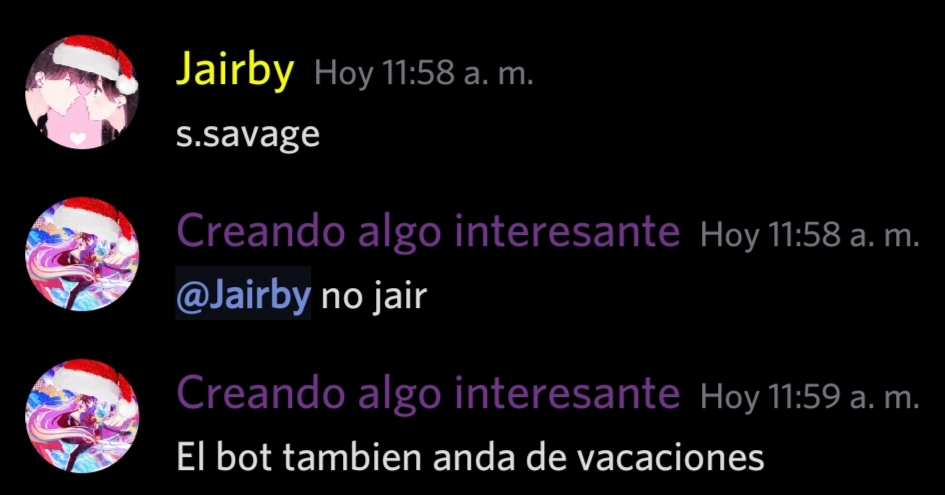 Jairby Hoy 11:58 a. m.
s.savage
Creando algo interesante Hoy 11:58 a. m.
@Jairby no jair
Creando algo interesante Hoy 11:59 a. m.
El bot tambien anda de vacaciones